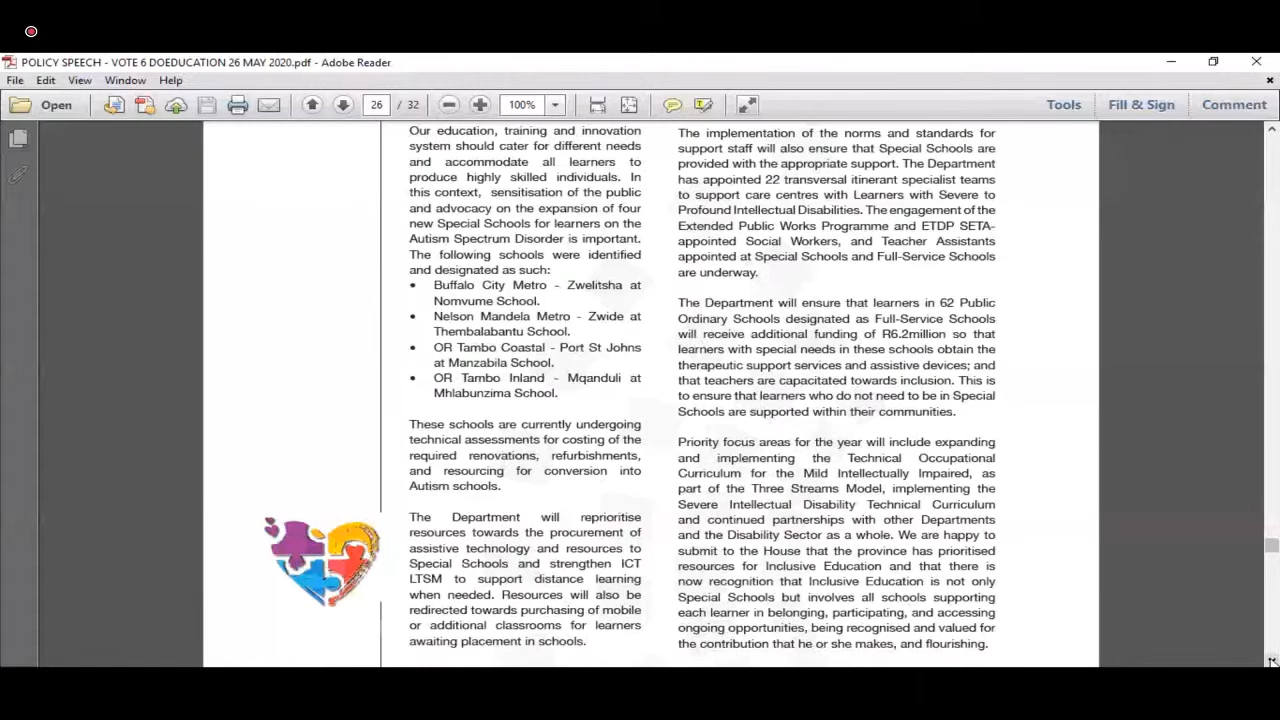 POLICY SPEECH - VOTE 6 DOEDUCATION 26 MAY 2020.pdf - Adobe Reader
File Edit View Window Help
Open 26 / 32 100% Tools Fill & Sign Comment
Our education, training and innovation
system should cater for different needs
and accommodate all learners to
produce highly skilled individuals. In
this context, sensitisation of the public
and advocacy on the expansion of four
new Special Schools for learners on the
Autism Spectrum Disorder is important.
The following schools were identified
and designated as such:
• Buffalo City Metro - Zwelitsha at
Nomvume School.
• Nelson Mandela Metro - Zwide at
Thembalabantu School.
• OR Tambo Coastal - Port St Johns
at Manzabila School.
• OR Tambo Inland - Mqanduli at
Mhlabunzima School.
These schools are currently undergoing
technical assessments for costing of the
required renovations, refurbishments,
and resourcing for conversion into
Autism schools.
The Department will reprioritise
resources towards the procurement of
assistive technology and resources to
Special Schools and strengthen ICT
LTSM to support distance learning
when needed. Resources will also be
redirected towards purchasing of mobile
or additional classrooms for learners
awaiting placement in schools.
The implementation of the norms and standards for
support staff will also ensure that Special Schools are
provided with the appropriate support. The Department
has appointed 22 transversal itinerant specialist teams
to support care centres with Learners with Severe to
Profound Intellectual Disabilities. The engagement of the
Extended Public Works Programme and ETDP SETA-
appointed Social Workers, and Teacher Assistants
appointed at Special Schools and Full-Service Schools
are underway.
The Department will ensure that learners in 62 Public
Ordinary Schools designated as Full-Service Schools
will receive additional funding of R6.2million so that
learners with special needs in these schools obtain the
therapeutic support services and assistive devices; and
that teachers are capacitated towards inclusion. This is
to ensure that learners who do not need to be in Special
Schools are supported within their communities.
Priority focus areas for the year will include expanding
and implementing the Technical Occupational
Curriculum for the Mild Intellectually Impaired, as
part of the Three Streams Model, implementing the
Severe Intellectual Disability Technical Curriculum
and continued partnerships with other Departments
and the Disability Sector as a whole. We are happy to
submit to the House that the province has prioritised
resources for Inclusive Education and that there is
now recognition that Inclusive Education is not only
Special Schools but involves all schools supporting
each learner in belonging, participating, and accessing
ongoing opportunities, being recognised and valued for
the contribution that he or she makes, and flourishing.